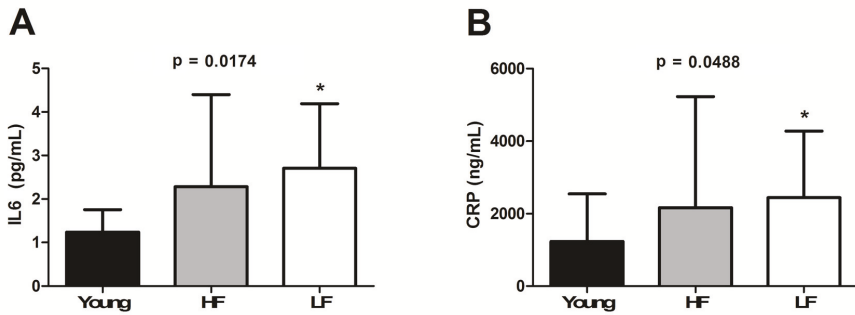 A
p = 0.0174
IL6 (pg/mL)
5
4
3
2
1
0
*
Young HF LF
B
p = 0.0488
CRP (ng/mL)
6000
4000
2000
0
*
Young HF LF